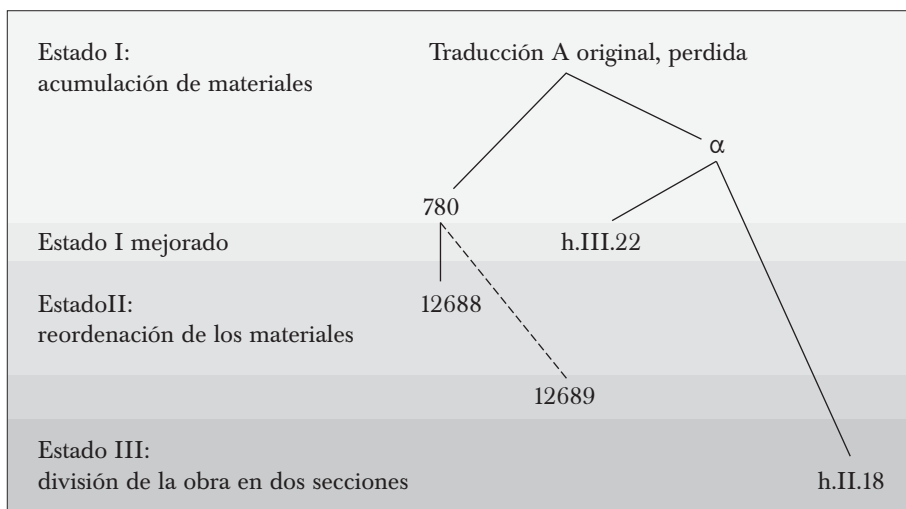 Estado I:
acumulación de materiales
Traducción A original, perdida
α
780
Estado I mejorado
h.III.22
EstadoII:
reordenación de los materiales
12688
12689
Estado III:
división de la obra en dos secciones
h.II.18